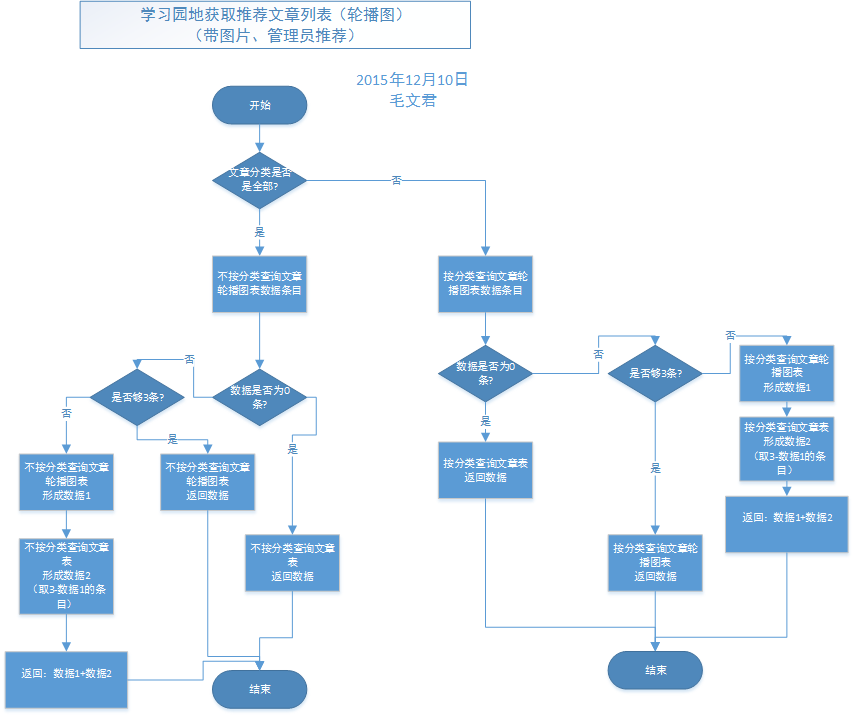 学习园地获取推荐文章列表（轮播图）
（带图片、管理员推荐）
2015年12月10日
毛文君
开始
文章分类是否
是全部?
否
是
不按分类查询文章
轮播图表数据条目
按分类查询文章轮
播图表数据条目
否
数据是否为0
条?
是否够3条?
否
是
是
不按分类查询文章
轮播图表
形成数据1
不按分类查询文章
轮播图表
返回数据
不按分类查询文章
表
形成数据2
（取3-数据1的条
目）
不按分类查询文章
表
返回数据
返回：数据1+数据2
结束
数据是否为0
条?
否
是否够3条?
否
按分类查询文章轮
播图表
形成数据1
是
按分类查询文章表
返回数据
按分类查询文章表
形成数据2
（取3-数据1的条
目）
是
返回：数据1+数据2
按分类查询文章轮
播图表
返回数据
结束